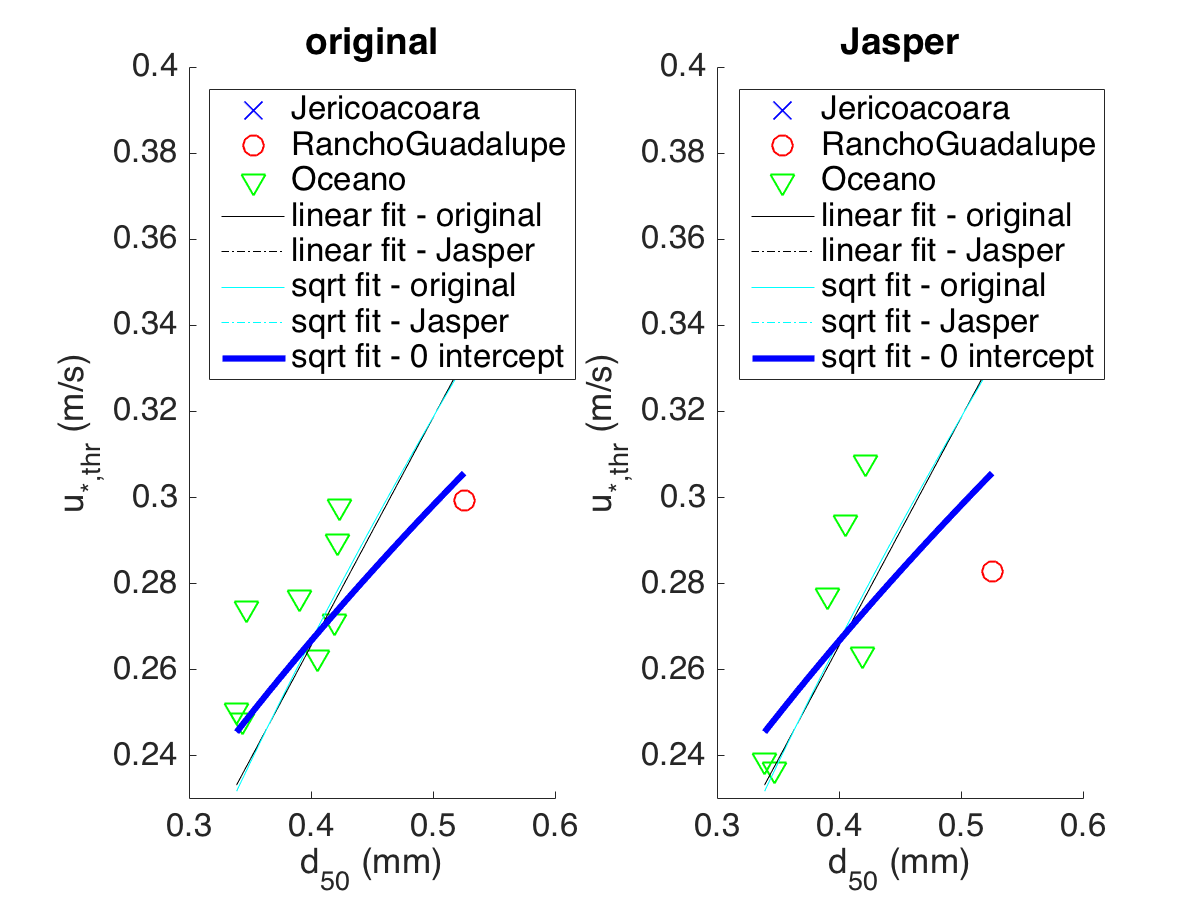 original
0.4
0.38
0.36
0.34
0.32
0.3
0.28
0.26
0.24
u*,thr (m/s)
Jericoacoara
RanchoGuadalupe
Oceano
linear fit - original
linear fit - Jasper
sqrt fit - original
sqrt fit - Jasper
sqrt fit - 0 intercept
0.3 0.4 0.5 0.6
d50 (mm)
Jasper
0.4
0.38
0.36
0.34
0.32
0.3
0.28
0.26
0.24
u*,thr (m/s)
Jericoacoara
RanchoGuadalupe
Oceano
linear fit - original
linear fit - Jasper
sqrt fit - original
sqrt fit - Jasper
sqrt fit - 0 intercept
0.3 0.4 0.5 0.6
d50 (mm)